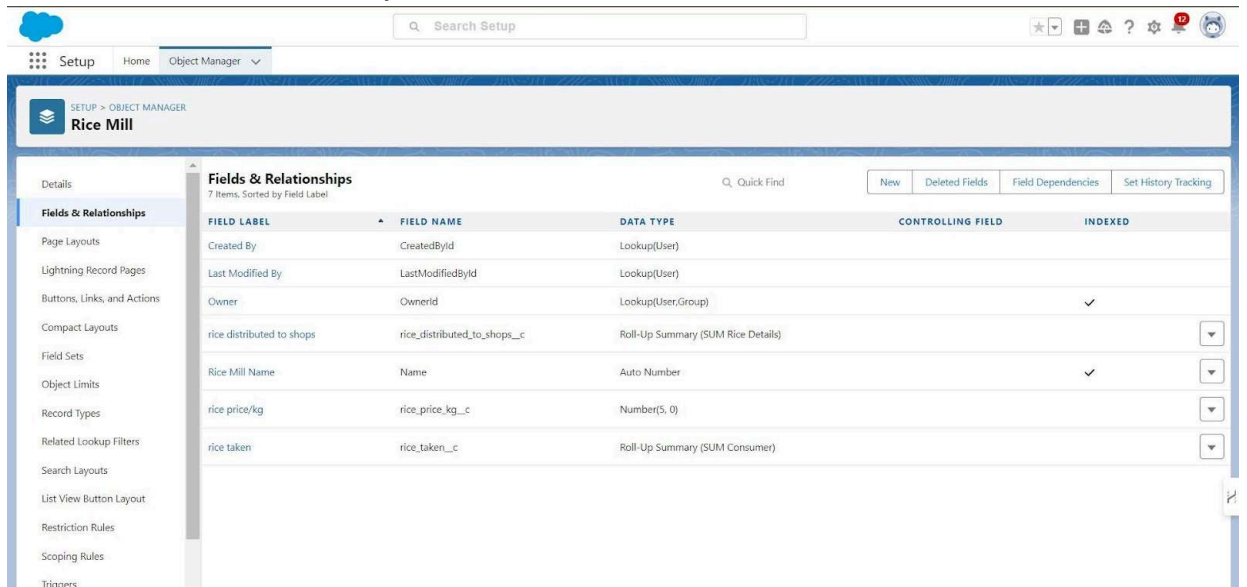 Search Setup
12
Setup Home Object Manager
SETUP > OBJECT MANAGER
Rice Mill
Details
Fields & Relationships
Page Layouts
Lightning Record Pages
Buttons, Links, and Actions
Compact Layouts
Field Sets
Object Limits
Record Types
Related Lookup Filters
Search Layouts
List View Button Layout
Restriction Rules
Scoping Rules
Triggers
Fields & Relationships
7 Items, Sorted by Field Label
Quick Find New Deleted Fields Field Dependencies Set History Tracking
FIELD LABEL FIELD NAME DATA TYPE CONTROLLING FIELD INDEXED
Created By CreatedById Lookup(User)
Last Modified By LastModifiedById Lookup(User)
Owner OwnerId Lookup(User,Group)
rice distributed to shops rice_distributed_to_shops__c Roll-Up Summary (SUM Rice Details)
Rice Mill Name Name Auto Number
rice price/kg rice_price_kg__c Number(5, 0)
rice taken rice_taken__c Roll-Up Summary (SUM Consumer)